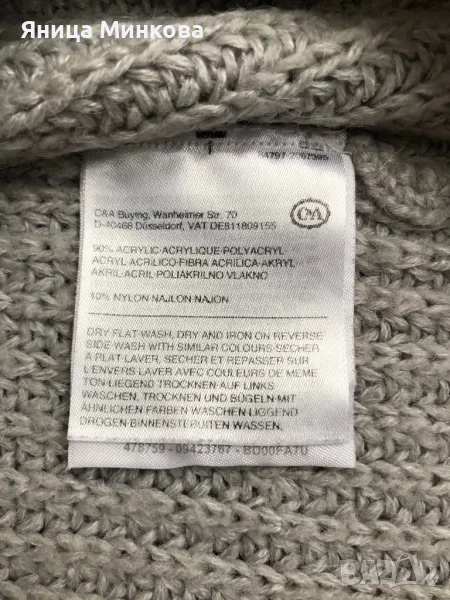 Яница Минкова
C&A Buying, Wanheimer Str. 70
D-40468 Düsseldorf, VAT DE811809155
C&A
90% ACRYLIC·ACRYLIQUE·POLYACRYL·
ACRYL ACRILICO·FIBRA ACRILICA·AKRYL·
AKRIL·ACRIL·POLIAKRILNO VLAKNO
10% NYLON·NAJLON·NAJON
DRY FLAT·WASH, DRY AND IRON ON REVERSE
SIDE·WASH WITH SIMILAR COLOURS·SECHER
A PLAT·LAVER, SECHER ET REPASSER SUR
L'ENVERS LAVER AVEC COULEURS DE MEME
TON·LIEGEND TROCKNEN·AUF LINKS
WASCHEN, TROCKNEN UND BÜGELN·MIT
ÄHNLICHEN FARBEN WASCHEN·LIGGEND
DROGEN BINNENSTEBUITEN WASSEN.
478759 - 09423767 - BD00FA7U
BAZAR